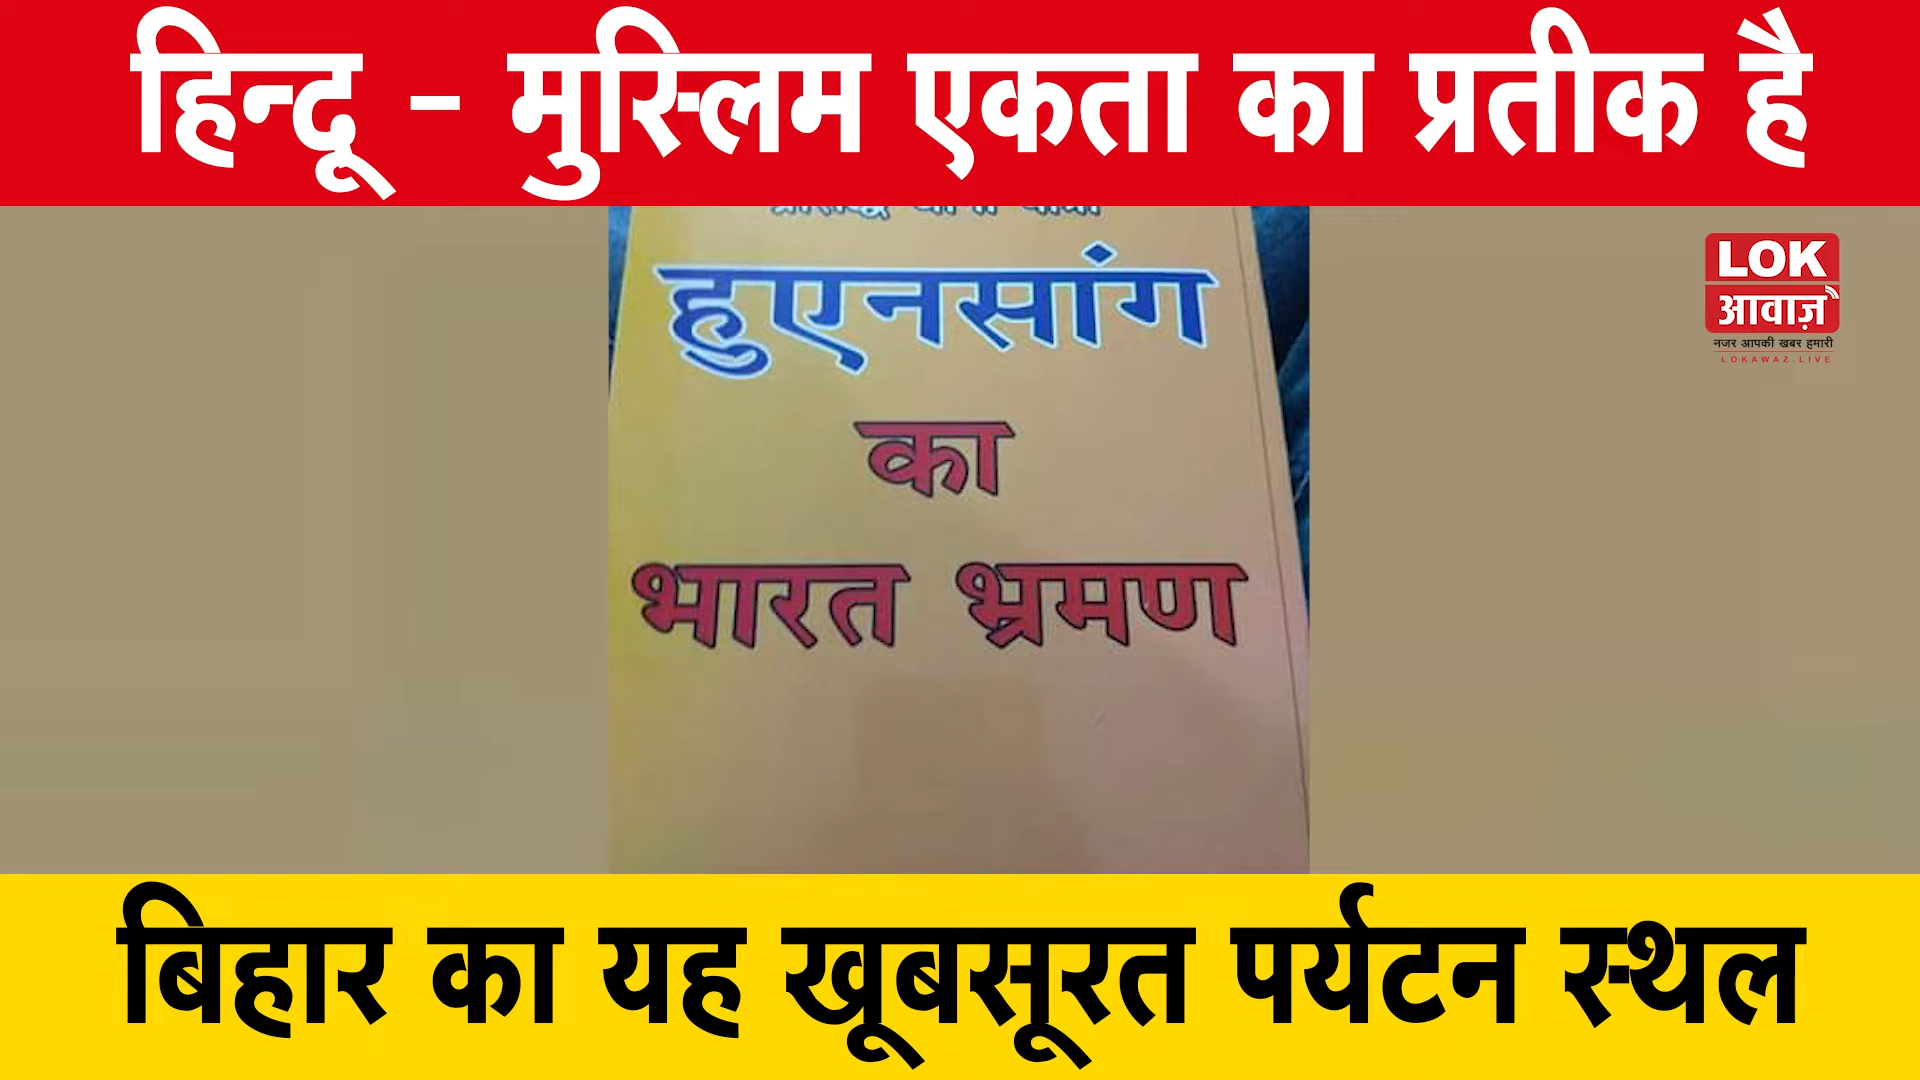 हिन्दू - मुस्लिम एकता का प्रतीक है
LOK
आवाज़
नजर आपकी खबर हमारी
LOKAWAZ.LIVE
हुएनसांग
का
भारत भ्रमण
बिहार का यह खूबसूरत पर्यटन स्थल